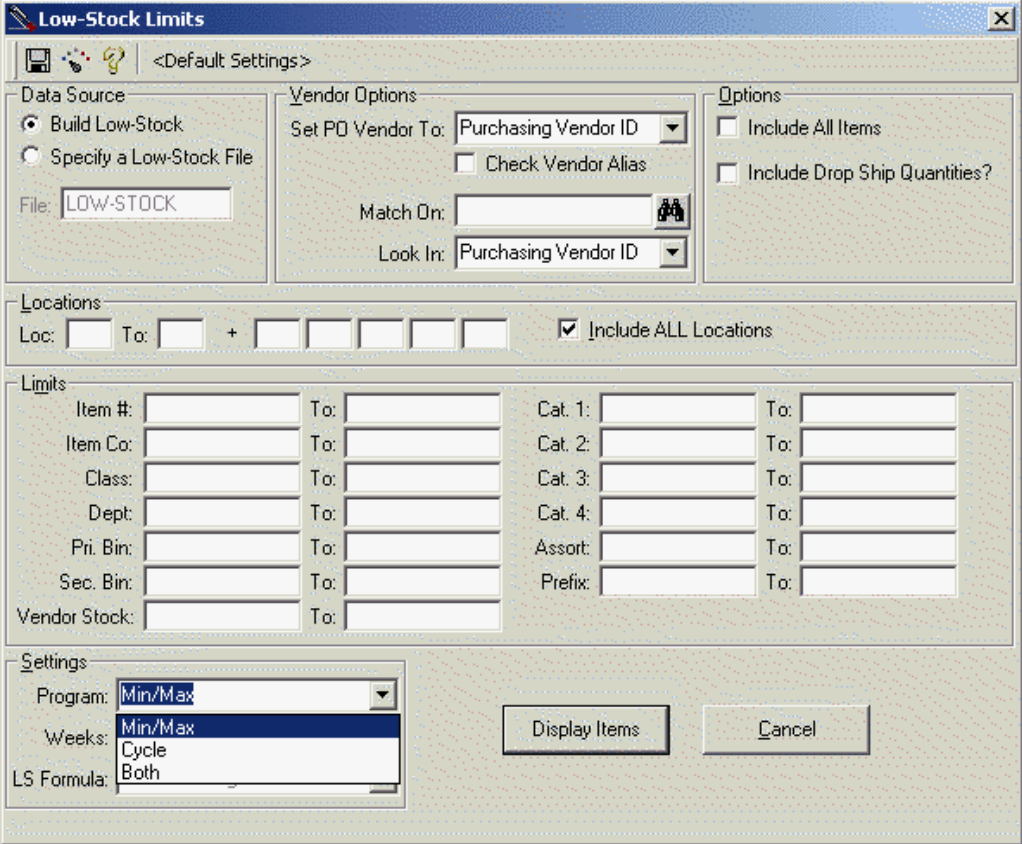 Low-Stock Limits
<Default Settings>
Data Source
Build Low-Stock
Specify a Low-Stock File
File: LOW-STOCK
Vendor Options
Set PO Vendor To: Purchasing Vendor ID
Check Vendor Alias
Match On:
Look In: Purchasing Vendor ID
Options
Include All Items
Include Drop Ship Quantities?
Locations
Loc: To: + Include ALL Locations
Limits
Item #: To: Cat. 1: To:
Item Co: To: Cat. 2: To:
Class: To: Cat. 3: To:
Dept: To: Cat. 4: To:
Pri. Bin: To: Assort: To:
Sec. Bin: To: Prefix: To:
Vendor Stock: To:
Settings
Program: Min/Max
Min/Max
Weeks:
Cycle
Both
LS Formula:
Display Items
Cancel